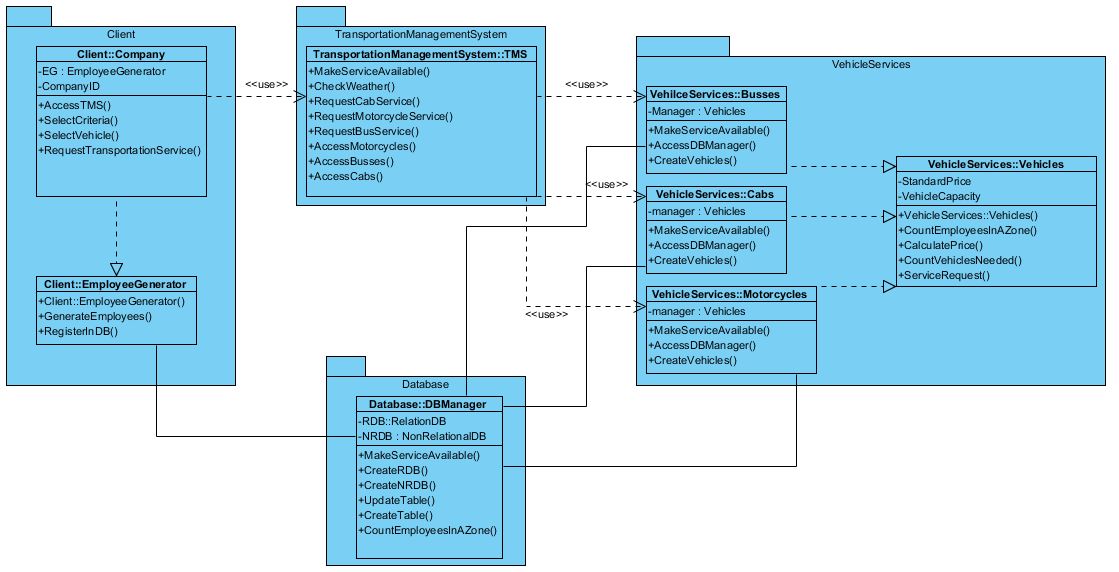 Client
Client::Company
-EG : EmployeeGenerator
-CompanyID
+AccessTMS()
+SelectCriteria()
+SelectVehicle()
+RequestTransportationService()
Client::EmployeeGenerator
+Client::EmployeeGenerator()
+GenerateEmployees()
+RegisterInDB()
<<use>>
TransportationManagementSystem
TransportationManagementSystem::TMS
+MakeServiceAvailable()
+CheckWeather()
+RequestCabService()
+RequestMotorcycleService()
+RequestBusService()
+AccessMotorcycles()
+AccessBusses()
+AccessCabs()
<<use>>
<<use>>
<<use>>
VehicleServices
VehilceServices::Busses
-Manager : Vehicles
+MakeServiceAvailable()
+AccessDBManager()
+CreateVehicles()
VehicleServices::Cabs
-manager : Vehicles
+MakeServiceAvailable()
+AccessDBManager()
+CreateVehicles()
VehicleServices::Motorcycles
-manager : Vehicles
+MakeServiceAvailable()
+AccessDBManager()
+CreateVehicles()
VehicleServices::Vehicles
-StandardPrice
-VehicleCapacity
+VehicleServices::Vehicles()
+CountEmployeesInAZone()
+CalculatePrice()
+CountVehiclesNeeded()
+ServiceRequest()
Database
Database::DBManager
-RDB::RelationDB
-NRDB : NonRelationalDB
+MakeServiceAvailable()
+CreateRDB()
+CreateNRDB()
+UpdateTable()
+CreateTable()
+CountEmployeesInAZone()